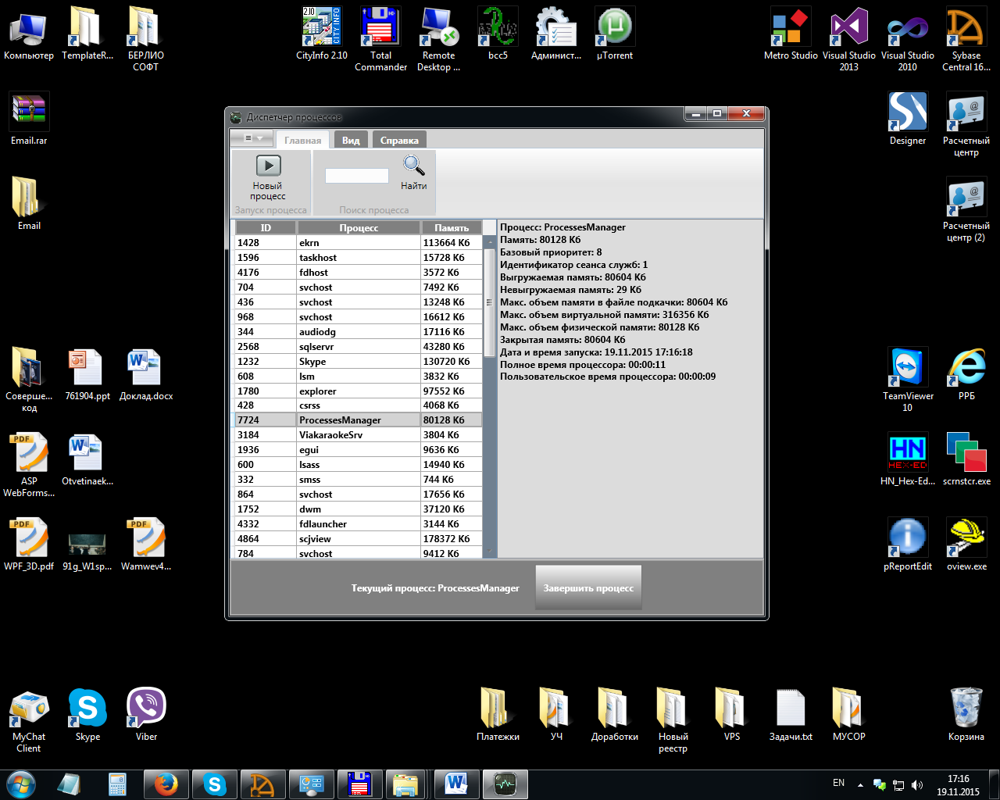 Компьютер
TemplateR...
БЕРЛИО
СОФТ
2.10
CITY INFO
CityInfo 2.10
Total
Commander
Remote
Desktop ...
bcc5
Админист...
µTorrent
Metro Studio
Visual Studio
2013
Visual Studio
2010
Sybase
Central 16...
Email.rar
Designer
Расчетный
центр
Email
Расчетный
центр (2)
Диспетчер процессов
Главная
Вид
Справка
Новый
процесс
Найти
Запуск процесса
Поиск процесса
ID Процесс Память
1428 ekrn 113664 Кб
1596 taskhost 15728 Кб
4176 fdhost 3572 Кб
704 svchost 7492 Кб
436 svchost 13248 Кб
968 svchost 16612 Кб
344 audiodg 17116 Кб
2568 sqlservr 43280 Кб
1232 Skype 130720 Кб
608 lsm 3832 Кб
1780 explorer 97552 Кб
428 csrss 4068 Кб
7724 ProcessesManager 80128 Кб
3184 ViakaraokeSrv 3804 Кб
1936 egui 9636 Кб
600 lsass 14940 Кб
332 smss 744 Кб
864 svchost 17656 Кб
1752 dwm 37120 Кб
4332 fdlauncher 3144 Кб
4864 scjview 178372 Кб
784 svchost 9412 Кб
Процесс: ProcessesManager
Память: 80128 Кб
Базовый приоритет: 8
Идентификатор сеанса служб: 1
Выгружаемая память: 80604 Кб
Невыгружаемая память: 29 Кб
Макс. объем памяти в файле подкачки: 80604 Кб
Макс. объем виртуальной памяти: 316356 Кб
Макс. объем физической памяти: 80128 Кб
Закрытая память: 80604 Кб
Дата и время запуска: 19.11.2015 17:16:18
Полное время процессора: 00:00:11
Пользовательское время процессора: 00:00:09
Текущий процесс: ProcessesManager
Завершить процесс
Соверше...
код
761904.ppt
Доклад.docx
TeamViewer
10
РРБ
PDF
ASP
WebForms...
Otvetinaek...
HN
HEX-ED
HN_Hex-Ed...
scrnstcr.exe
PDF
WPF_3D.pdf
91g_W1sp...
PDF
Wamwev4...
pReportEdit
oview.exe
MyChat
Client
Skype
Viber
Платежки
УЧ
Доработки
Новый
реестр
VPS
Задачи.txt
МУСОР
Корзина
EN
17:16
19.11.2015